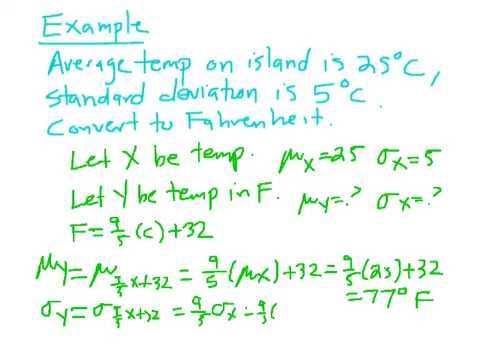 Example
Average temp on island is 25°C,
standard deviation is 5°C.
Convert to Fahrenheit.
Let X be temp. μx=25 σx=5
Let Y be temp in F. μy=? σx=?
F=9/5(c)+32
μy=μ9/5x+32 = 9/5(μx)+32=9/5(25)+32
=77°F
σy=σ9/5x+32 =9/5σx=9/5(